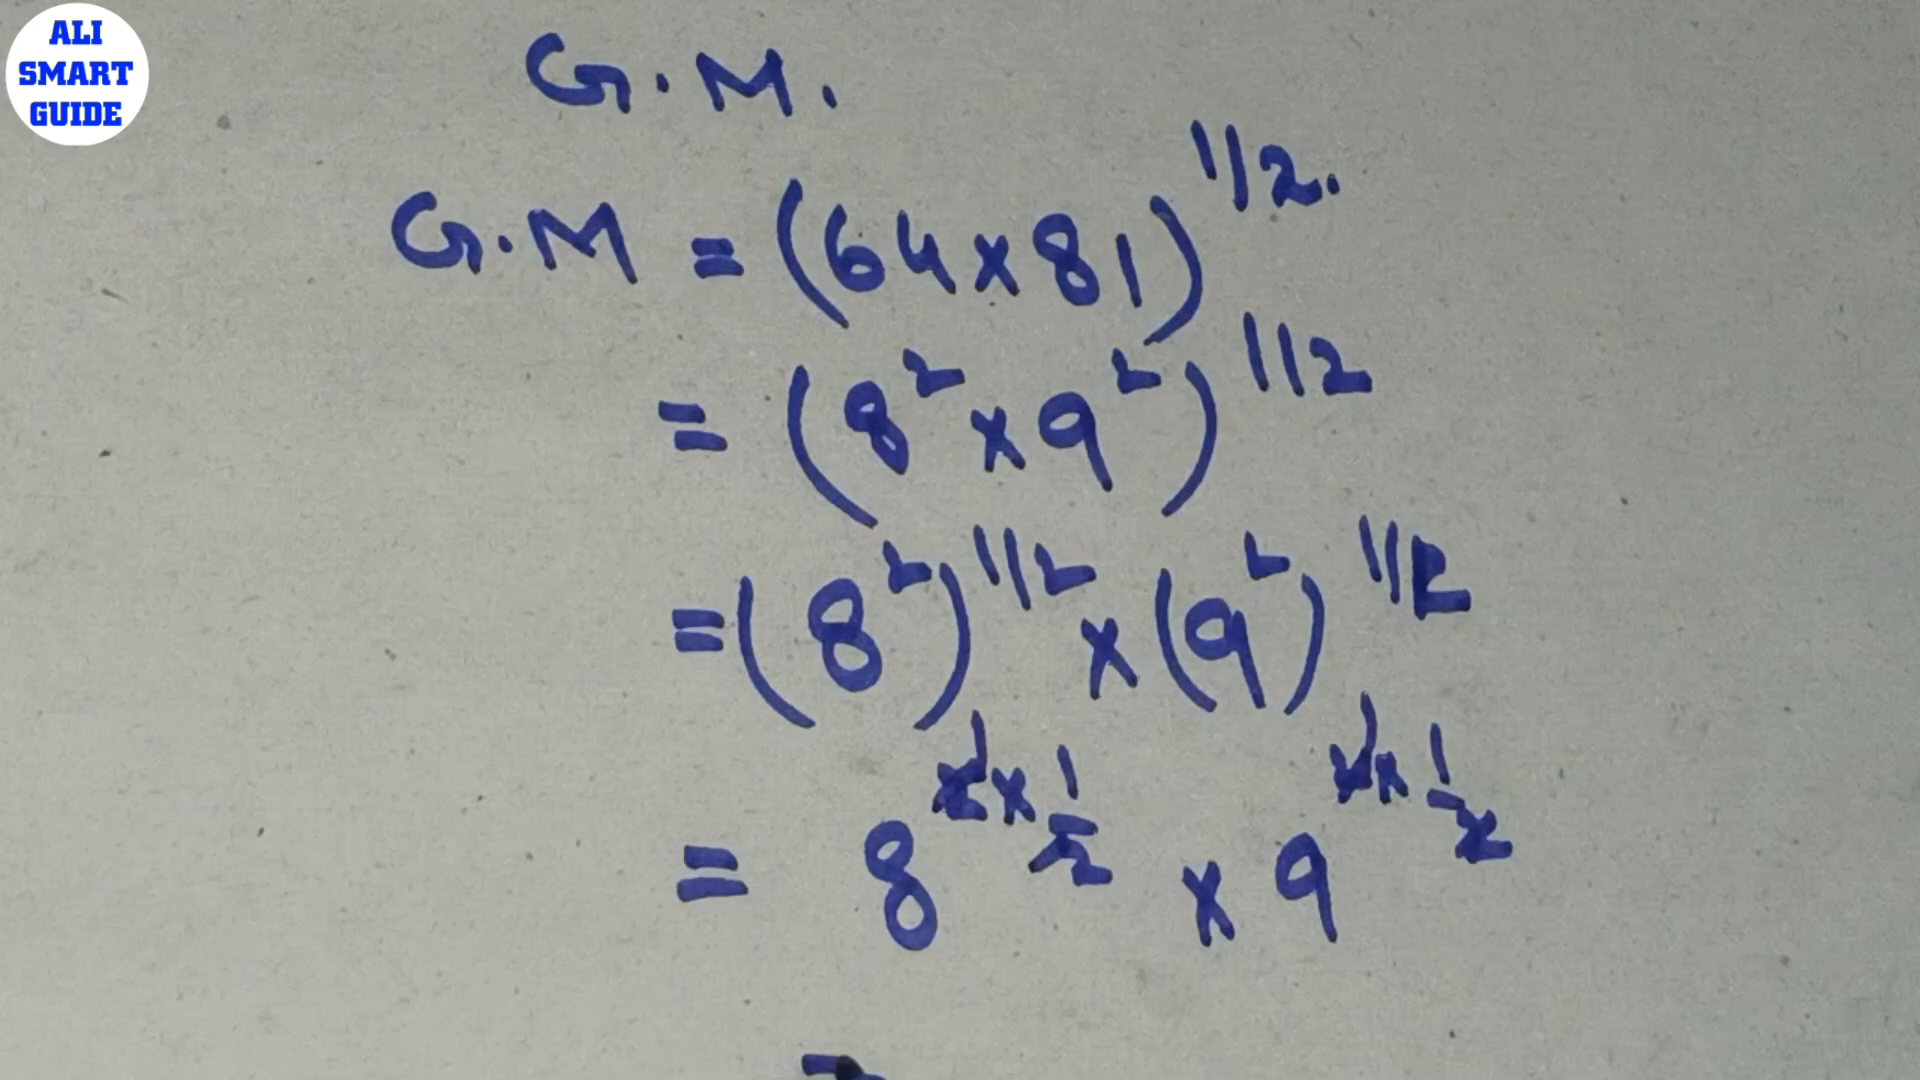 ALI
SMART
GUIDE
G.M.
G.M = (64×81)^1/2.
= (8²×9²)^1/2
=(8²)^1/2 × (9²)^1/2
= 8^2×1/2 × 9^2×1/2